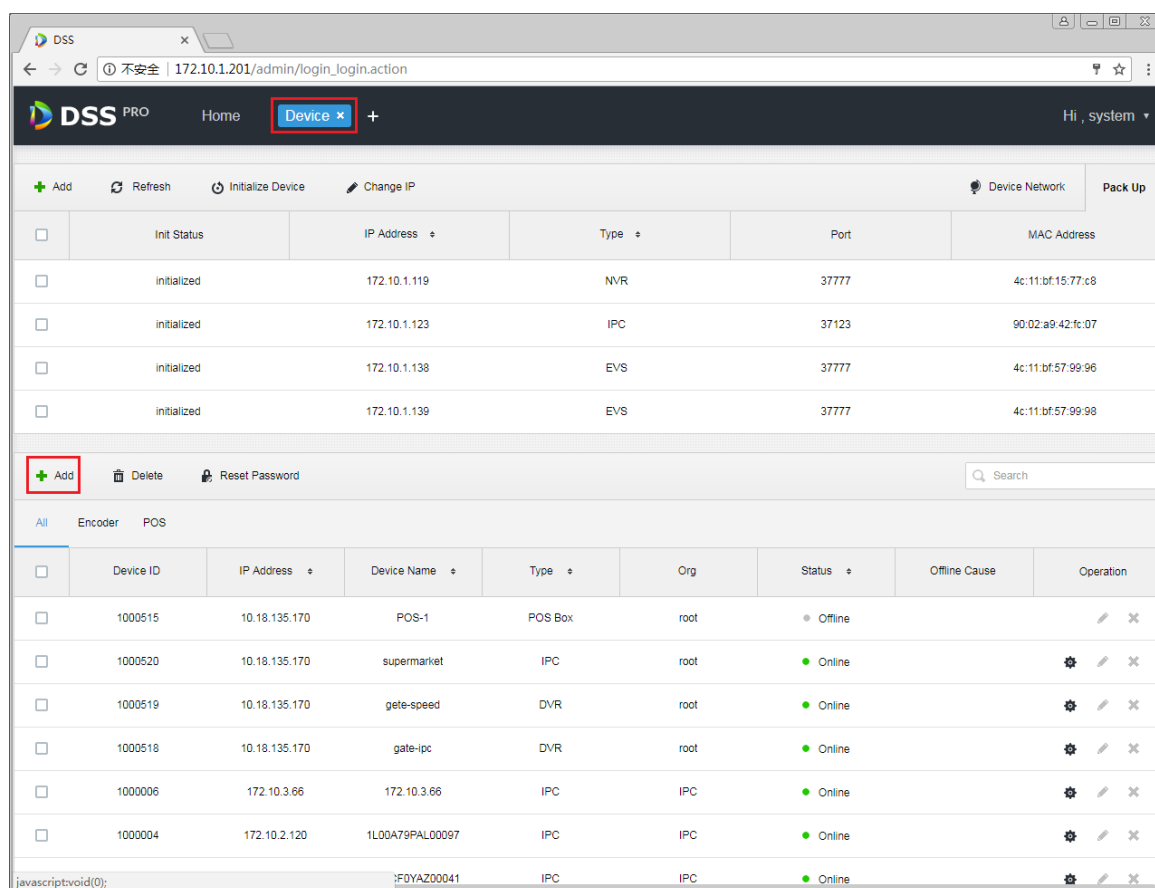 DSS
不安全 | 172.10.1.201/admin/login_login.action
DSS PRO Home Device + Hi , system
Add Refresh Initialize Device Change IP Device Network Pack Up
Init Status IP Address Type Port MAC Address
initialized 172.10.1.119 NVR 37777 4c:11:bf:15:77:c8
initialized 172.10.1.123 IPC 37123 90:02:a9:42:fc:07
initialized 172.10.1.138 EVS 37777 4c:11:bf:57:99:96
initialized 172.10.1.139 EVS 37777 4c:11:bf:57:99:98
Add Delete Reset Password Search
All Encoder POS
Device ID IP Address Device Name Type Org Status Offline Cause Operation
1000515 10.18.135.170 POS-1 POS Box root Offline
1000520 10.18.135.170 supermarket IPC root Online
1000519 10.18.135.170 gete-speed DVR root Online
1000518 10.18.135.170 gate-ipc DVR root Online
1000006 172.10.3.66 172.10.3.66 IPC IPC Online
1000004 172.10.2.120 1L00A79PAL00097 IPC IPC Online
javascript:void(0); :F0YAZ00041 IPC IPC Online